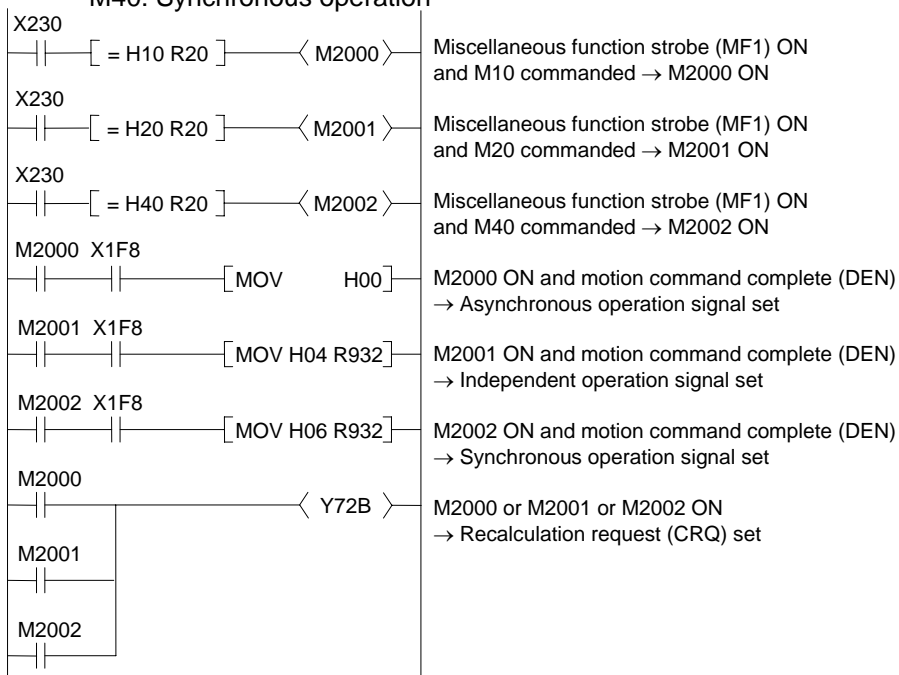 M40: Synchronous operation
X230
= H10 R20 M2000
Miscellaneous function strobe (MF1) ON
and M10 commanded → M2000 ON
X230
= H20 R20 M2001
Miscellaneous function strobe (MF1) ON
and M20 commanded → M2001 ON
X230
= H40 R20 M2002
Miscellaneous function strobe (MF1) ON
and M40 commanded → M2002 ON
M2000 X1F8
MOV H00
M2000 ON and motion command complete (DEN)
→ Asynchronous operation signal set
M2001 X1F8
MOV H04 R932
M2001 ON and motion command complete (DEN)
→ Independent operation signal set
M2002 X1F8
MOV H06 R932
M2002 ON and motion command complete (DEN)
→ Synchronous operation signal set
M2000
Y72B
M2000 or M2001 or M2002 ON
→ Recalculation request (CRQ) set
M2001
M2002